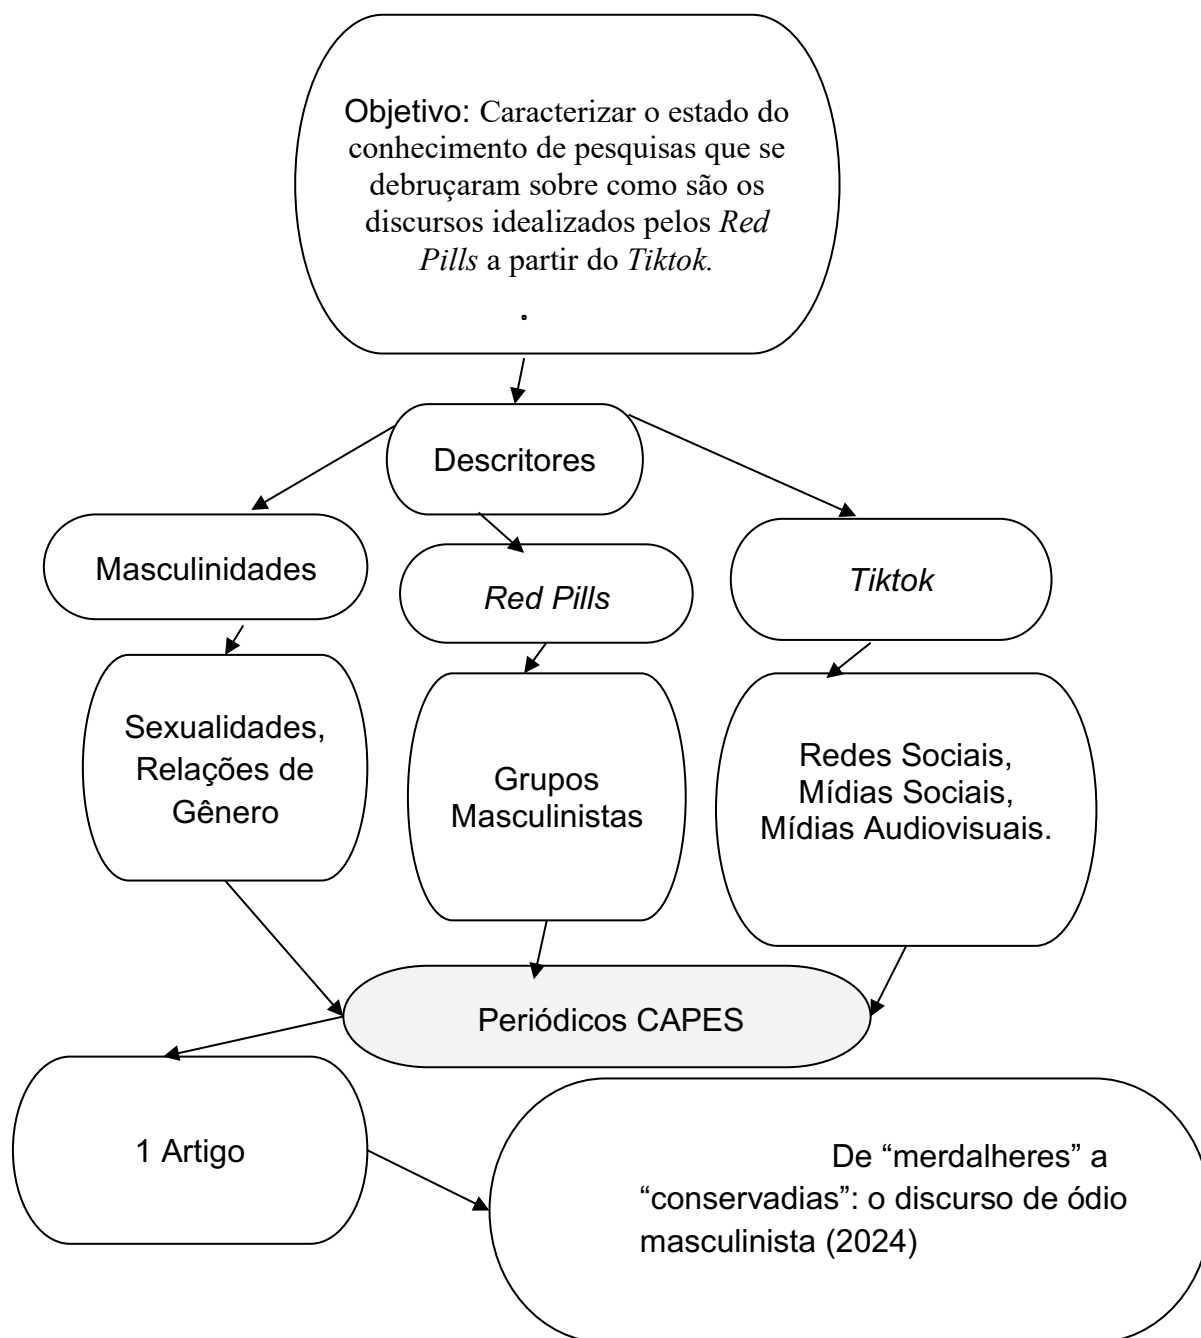 Objetivo: Caracterizar o estado do
conhecimento de pesquisas que se
debruçaram sobre como são os
discursos idealizados pelos Red
Pills a partir do Tiktok.
.
Descritores
Masculinidades
Red Pills
Tiktok
Sexualidades,
Relações de
Gênero
Grupos
Masculinistas
Redes Sociais,
Mídias Sociais,
Mídias Audiovisuais.
Periódicos CAPES
1 Artigo
De “merdalheres” a
“conservadias”: o discurso de ódio
masculinista (2024)